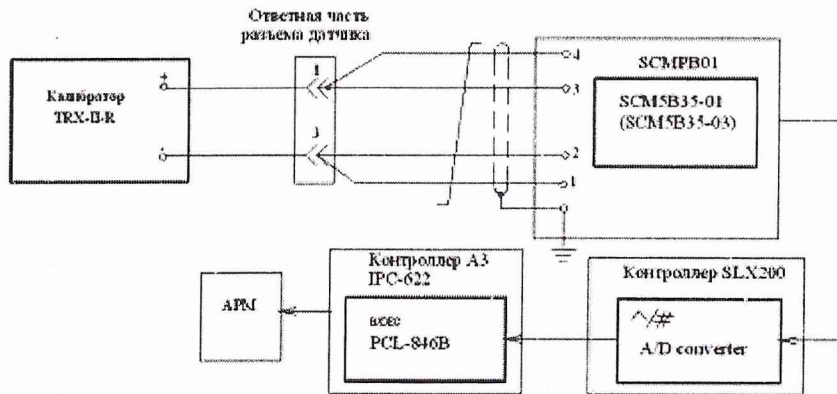 Ответная часть
разъема датчика
Калибратор
TRX-II-R
+
-
1
3
4
3
2
1
SCMPB01
SCM5B35-01
(SCM5B35-03)
Контроллер А3
IPC-622
АРМ
PCL-846B
Контроллер SLX200
^/#
A/D converter